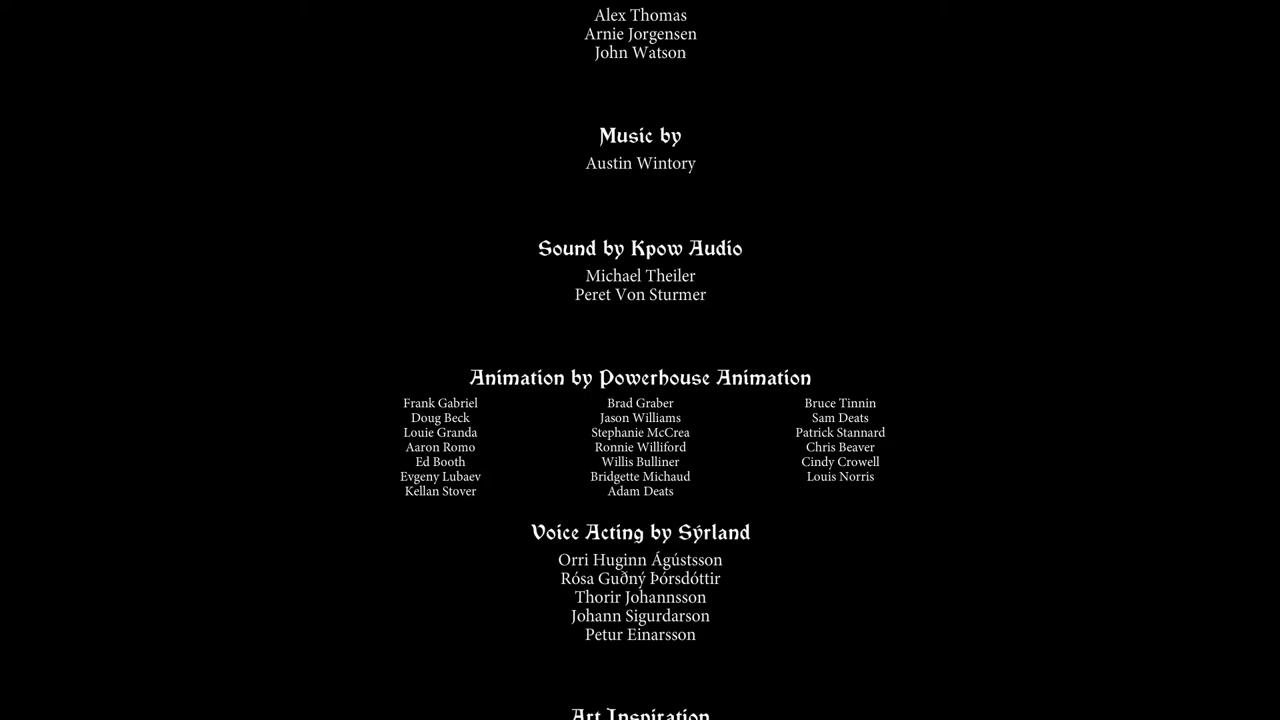 Alex Thomas
Arnie Jorgensen
John Watson
Music by
Austin Wintory
Sound by Kpow Audio
Michael Theiler
Peret Von Sturmer
Animation by Powerhouse Animation
Frank Gabriel Brad Graber Bruce Tinnin
Doug Beck Jason Williams Sam Deats
Louie Granda Stephanie McCrea Patrick Stannard
Aaron Romo Ronnie Williford Chris Beaver
Ed Booth Willis Bulliner Cindy Crowell
Evgeny Lubaev Bridgette Michaud Louis Norris
Kellan Stover Adam Deats
Voice Acting by Sýrland
Orri Huginn Ágústsson
Rósa Guðný Þórsdóttir
Thorir Johannsson
Johann Sigurdarson
Petur Einarsson
Art Inspiration